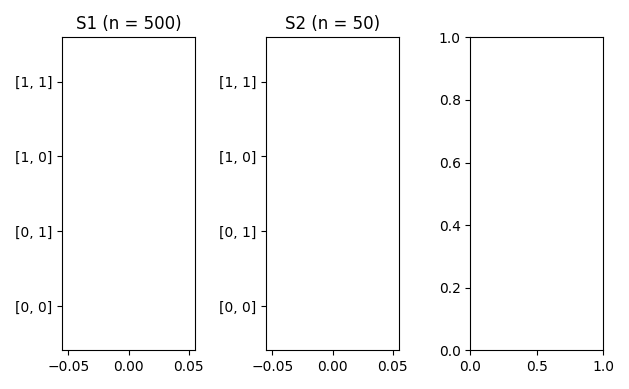 S1 (n = 500)
[1, 1]
[1, 0]
[0, 1]
[0, 0]
−0.05 0.00 0.05
S2 (n = 50)
[1, 1]
[1, 0]
[0, 1]
[0, 0]
−0.05 0.00 0.05
1.0
0.8
0.6
0.4
0.2
0.0
0.0 0.5 1.0